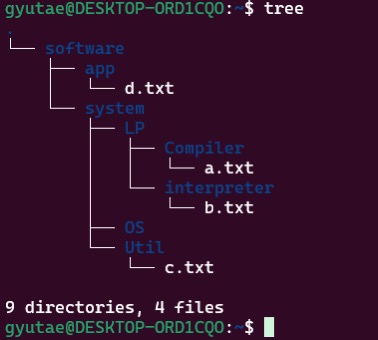 gyutae@DESKTOP-ORD1CQO:~$ tree
.
└── software
    ├── app
    │   └── d.txt
    └── system
        ├── LP
        │   ├── Compiler
        │   │   └── a.txt
        │   └── interpreter
        │       └── b.txt
        ├── OS
        └── Util
            └── c.txt

9 directories, 4 files
gyutae@DESKTOP-ORD1CQO:~$